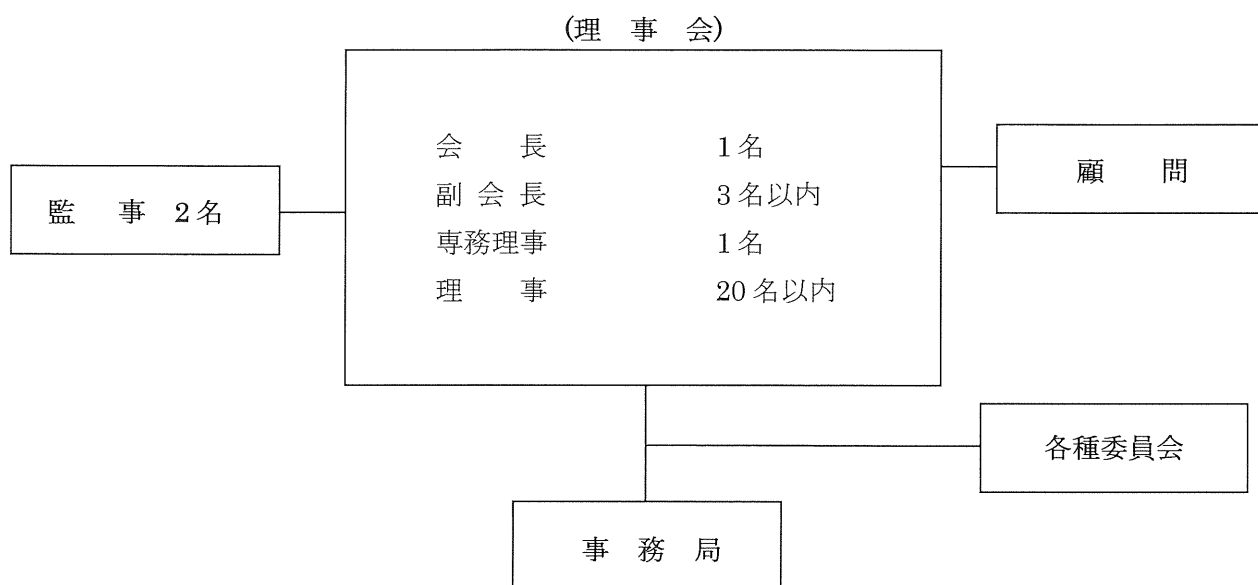 (理 事 会)
会 長 1名
副 会 長 3名以内
専務理事 1名
理 事 20名以内
監 事 2名
顧 問
各種委員会
事 務 局